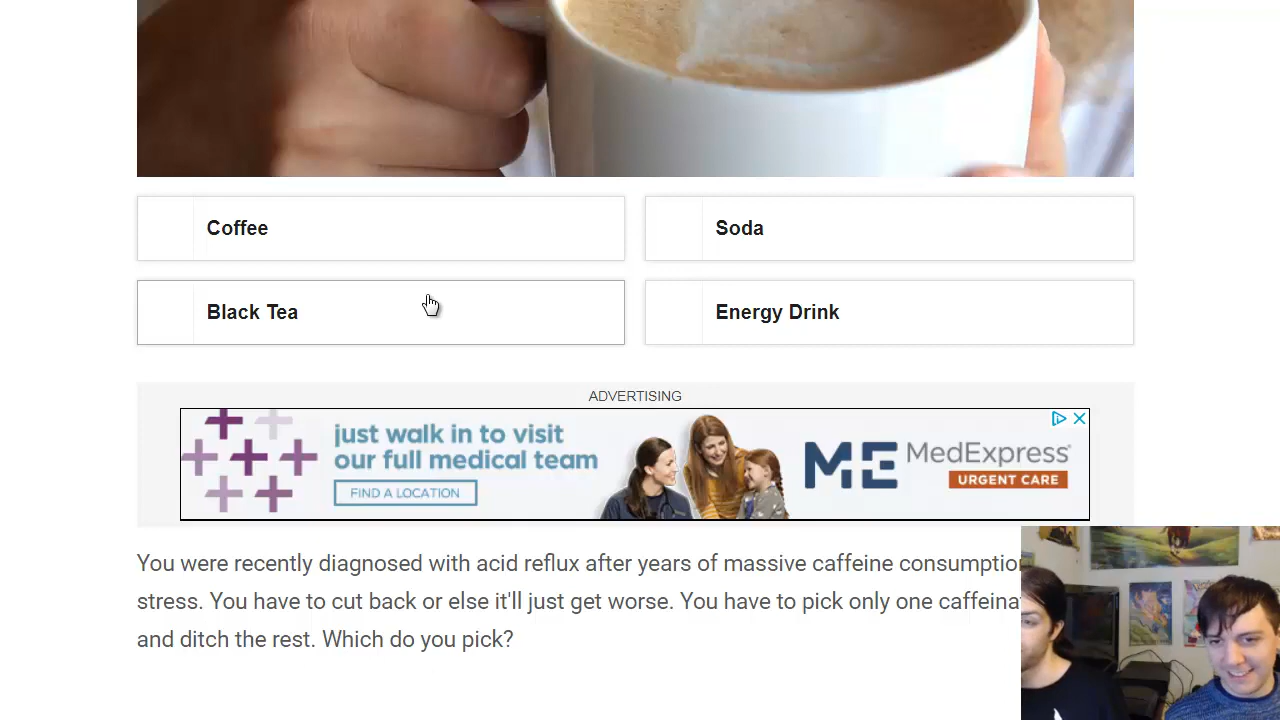 Coffee
Soda
Black Tea
Energy Drink
ADVERTISING
just walk in to visit
our full medical team
FIND A LOCATION
ME MedExpress
URGENT CARE
You were recently diagnosed with acid reflux after years of massive caffeine
stress. You have to cut back or else it'll just get worse. You have to pick only one
and ditch the rest. Which do you pick?